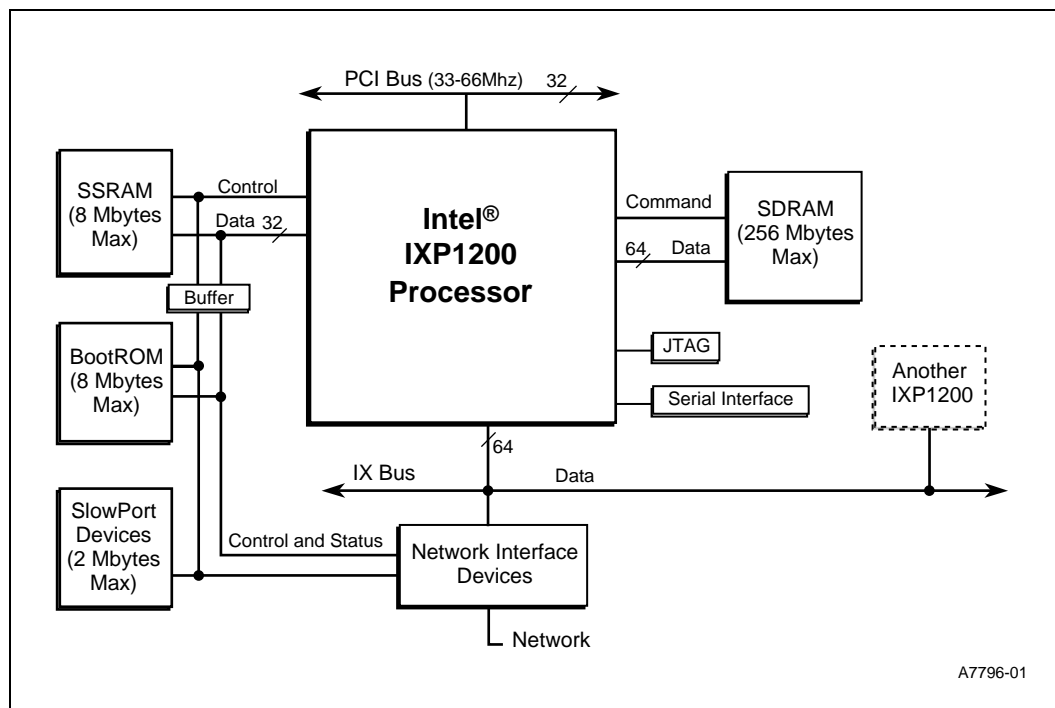 PCI Bus (33-66Mhz) 32
SSRAM
(8 Mbytes
Max)
Control
Data 32
Buffer
BootROM
(8 Mbytes
Max)
SlowPort
Devices
(2 Mbytes
Max)
Intel®
IXP1200
Processor
Command
64 Data
SDRAM
(256 Mbytes
Max)
JTAG
Serial Interface
Another
IXP1200
64
IX Bus
Data
Control and Status
Network Interface
Devices
Network
A7796-01